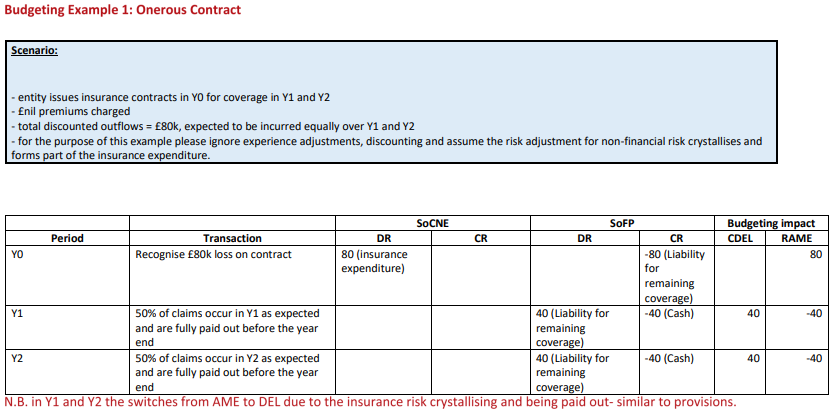 Budgeting Example 1: Onerous Contract
Scenario:
- entity issues insurance contracts in Y0 for coverage in Y1 and Y2
- £nil premiums charged
- total discounted outflows = £80k, expected to be incurred equally over Y1 and Y2
- for the purpose of this example please ignore experience adjustments, discounting and assume the risk adjustment for non-financial risk crystallises and
forms part of the insurance expenditure.
SoCNE SoFP Budgeting impact
Period Transaction DR CR DR CR CDEL RAME
Y0 Recognise £80k loss on contract 80 (insurance -80 (Liability 80
expenditure) for
remaining
coverage)
Y1 50% of claims occur in Y1 as expected 40 (Liability for -40 (Cash) 40 -40
and are fully paid out before the year remaining
end coverage)
Y2 50% of claims occur in Y2 as expected 40 (Liability for -40 (Cash) 40 -40
and are fully paid out before the year remaining
end coverage)
N.B. in Y1 and Y2 the switches from AME to DEL due to the insurance risk crystallising and being paid out- similar to provisions.